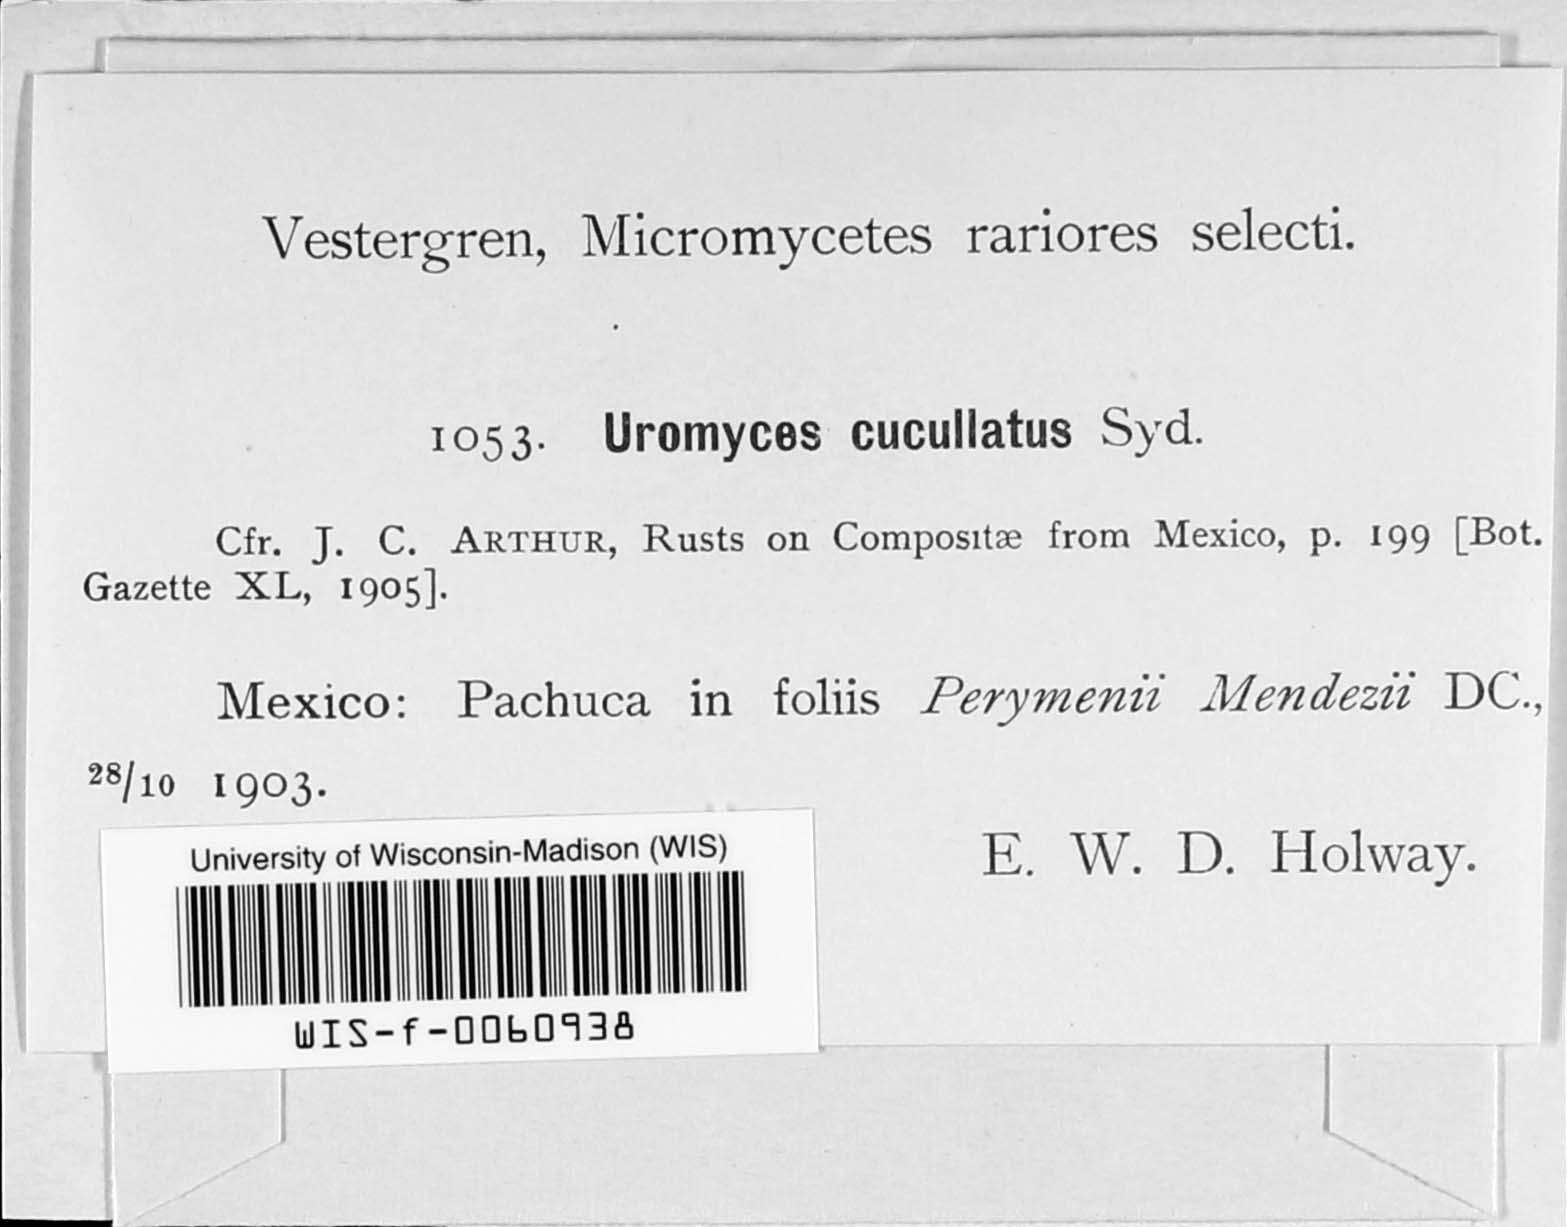 Vestergren, Micromycetes rariores selecti.
1053. Uromyces cucullatus Syd.
Cfr. J. C. ARTHUR, Rusts on Compositæ from Mexico, p. 199 [Bot.
Gazette XL, 1905].
Mexico: Pachuca in foliis Perymenii Mendezii DC.,
28/10 1903.
E. W. D. Holway.
University of Wisconsin-Madison (WIS)
WIS-f-0060938